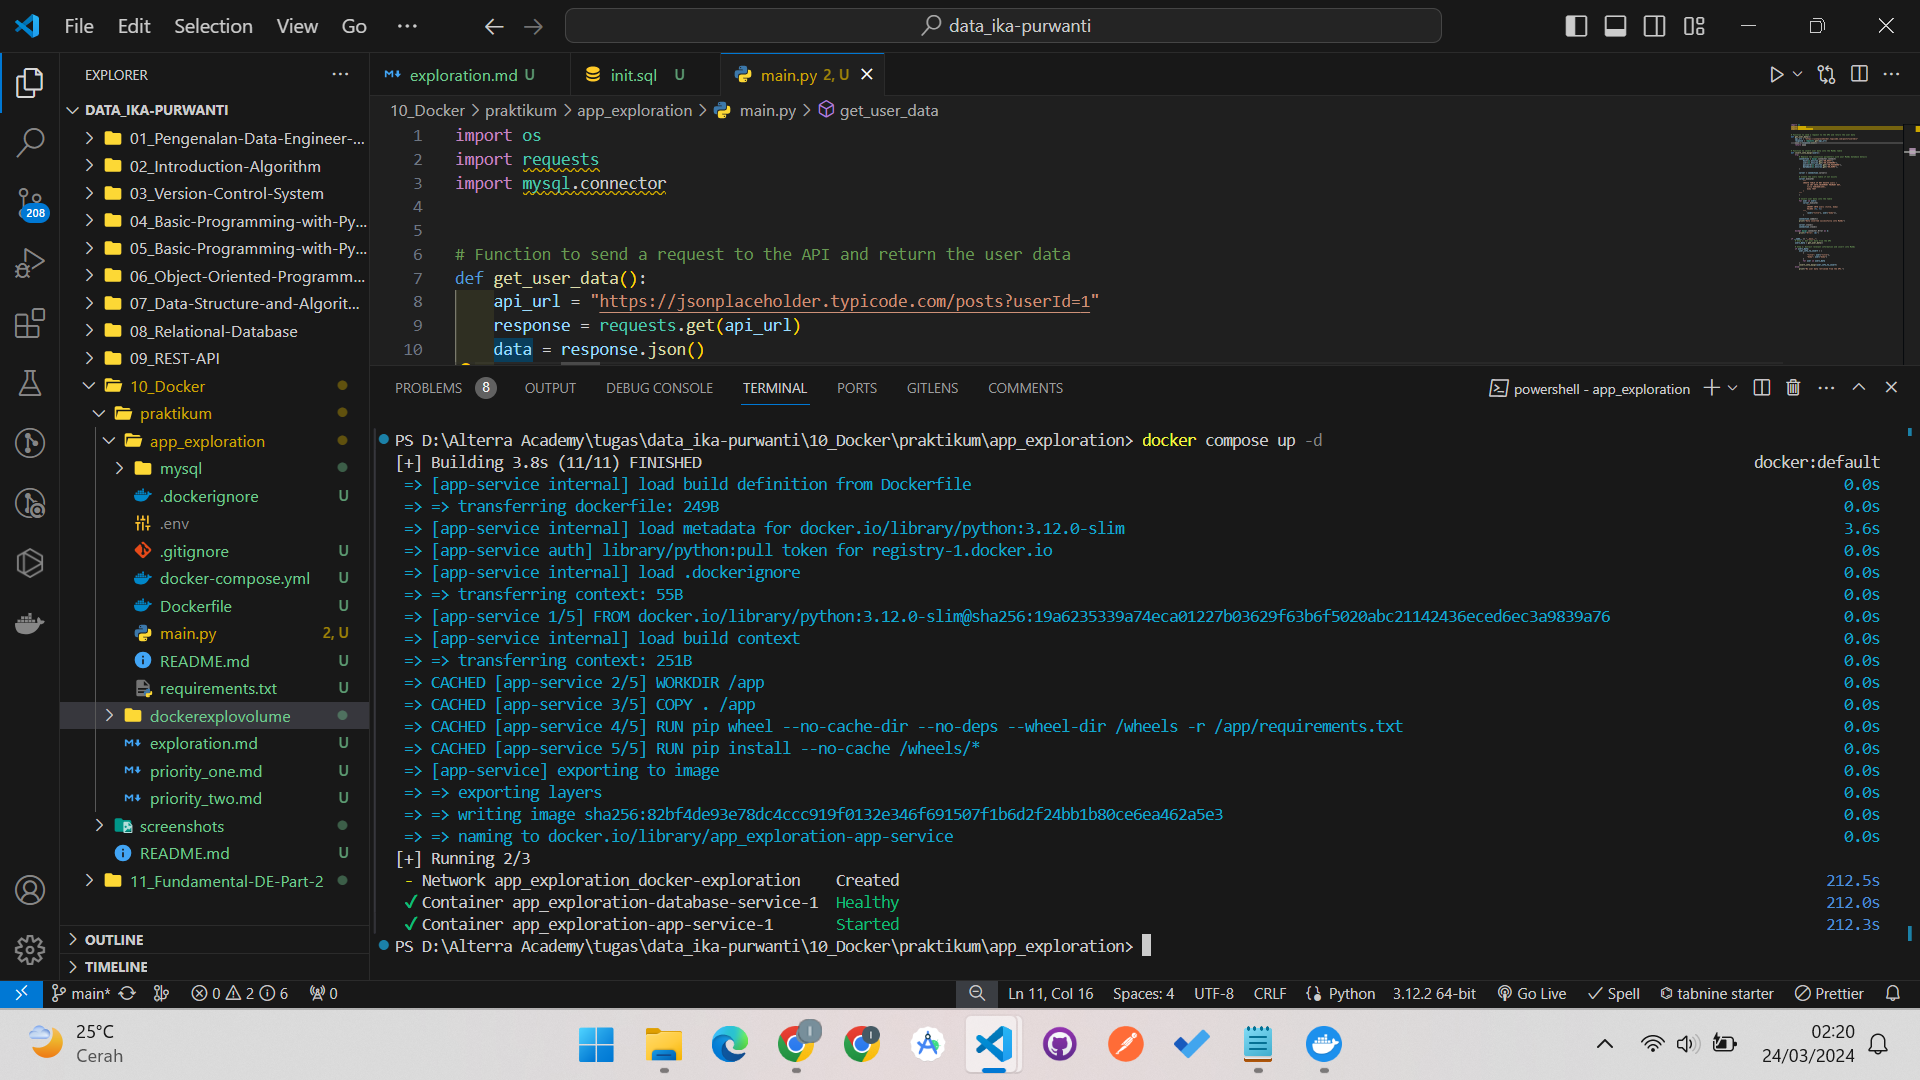 File Edit Selection View Go ··· data_ika-purwanti
EXPLORER ···
DATA_IKA-PURWANTI
01_Pengenalan-Data-Engineer-...
02_Introduction-Algorithm
03_Version-Control-System
208
04_Basic-Programming-with-Py...
05_Basic-Programming-with-Py...
06_Object-Oriented-Programm...
07_Data-Structure-and-Algorit...
08_Relational-Database
09_REST-API
10_Docker
praktikum
app_exploration
mysql
.dockerignore U
.env
.gitignore U
docker-compose.yml U
Dockerfile U
main.py 2, U
README.md U
requirements.txt U
dockerexplovolume
exploration.md U
priority_one.md U
priority_two.md U
screenshots
README.md U
11_Fundamental-DE-Part-2
OUTLINE
TIMELINE
exploration.md U init.sql U main.py 2, U
10_Docker > praktikum > app_exploration > main.py > get_user_data
1 import os
2 import requests
3 import mysql.connector
4
5
6 # Function to send a request to the API and return the user data
7 def get_user_data():
8 api_url = "https://jsonplaceholder.typicode.com/posts?userId=1"
9 response = requests.get(api_url)
10 data = response.json()
PROBLEMS 8 OUTPUT DEBUG CONSOLE TERMINAL PORTS GITLENS COMMENTS powershell - app_exploration
PS D:\Alterra Academy\tugas\data_ika-purwanti\10_Docker\praktikum\app_exploration> docker compose up -d
[+] Building 3.8s (11/11) FINISHED docker:default
=> [app-service internal] load build definition from Dockerfile 0.0s
=> => transferring dockerfile: 249B 0.0s
=> [app-service internal] load metadata for docker.io/library/python:3.12.0-slim 3.6s
=> [app-service auth] library/python:pull token for registry-1.docker.io 0.0s
=> [app-service internal] load .dockerignore 0.0s
=> => transferring context: 55B 0.0s
=> [app-service 1/5] FROM docker.io/library/python:3.12.0-slim@sha256:19a6235339a74eca01227b03629f63b6f5020abc21142436eced6ec3a9839a76 0.0s
=> [app-service internal] load build context 0.0s
=> => transferring context: 251B 0.0s
=> CACHED [app-service 2/5] WORKDIR /app 0.0s
=> CACHED [app-service 3/5] COPY . /app 0.0s
=> CACHED [app-service 4/5] RUN pip wheel --no-cache-dir --no-deps --wheel-dir /wheels -r /app/requirements.txt 0.0s
=> CACHED [app-service 5/5] RUN pip install --no-cache /wheels/* 0.0s
=> [app-service] exporting to image 0.0s
=> => exporting layers 0.0s
=> => writing image sha256:82bf4de93e78dc4ccc919f0132e346f691507f1b6d2f24bb1b80ce6ea462a5e3 0.0s
=> => naming to docker.io/library/app_exploration-app-service 0.0s
[+] Running 2/3
- Network app_exploration_docker-exploration Created 212.5s
✓ Container app_exploration-database-service-1 Healthy 212.0s
✓ Container app_exploration-app-service-1 Started 212.3s
PS D:\Alterra Academy\tugas\data_ika-purwanti\10_Docker\praktikum\app_exploration>
main* 0 2 6 0 Ln 11, Col 16 Spaces: 4 UTF-8 CRLF Python 3.12.2 64-bit Go Live Spell tabnine starter Prettier
25°C
Cerah
02:20
24/03/2024